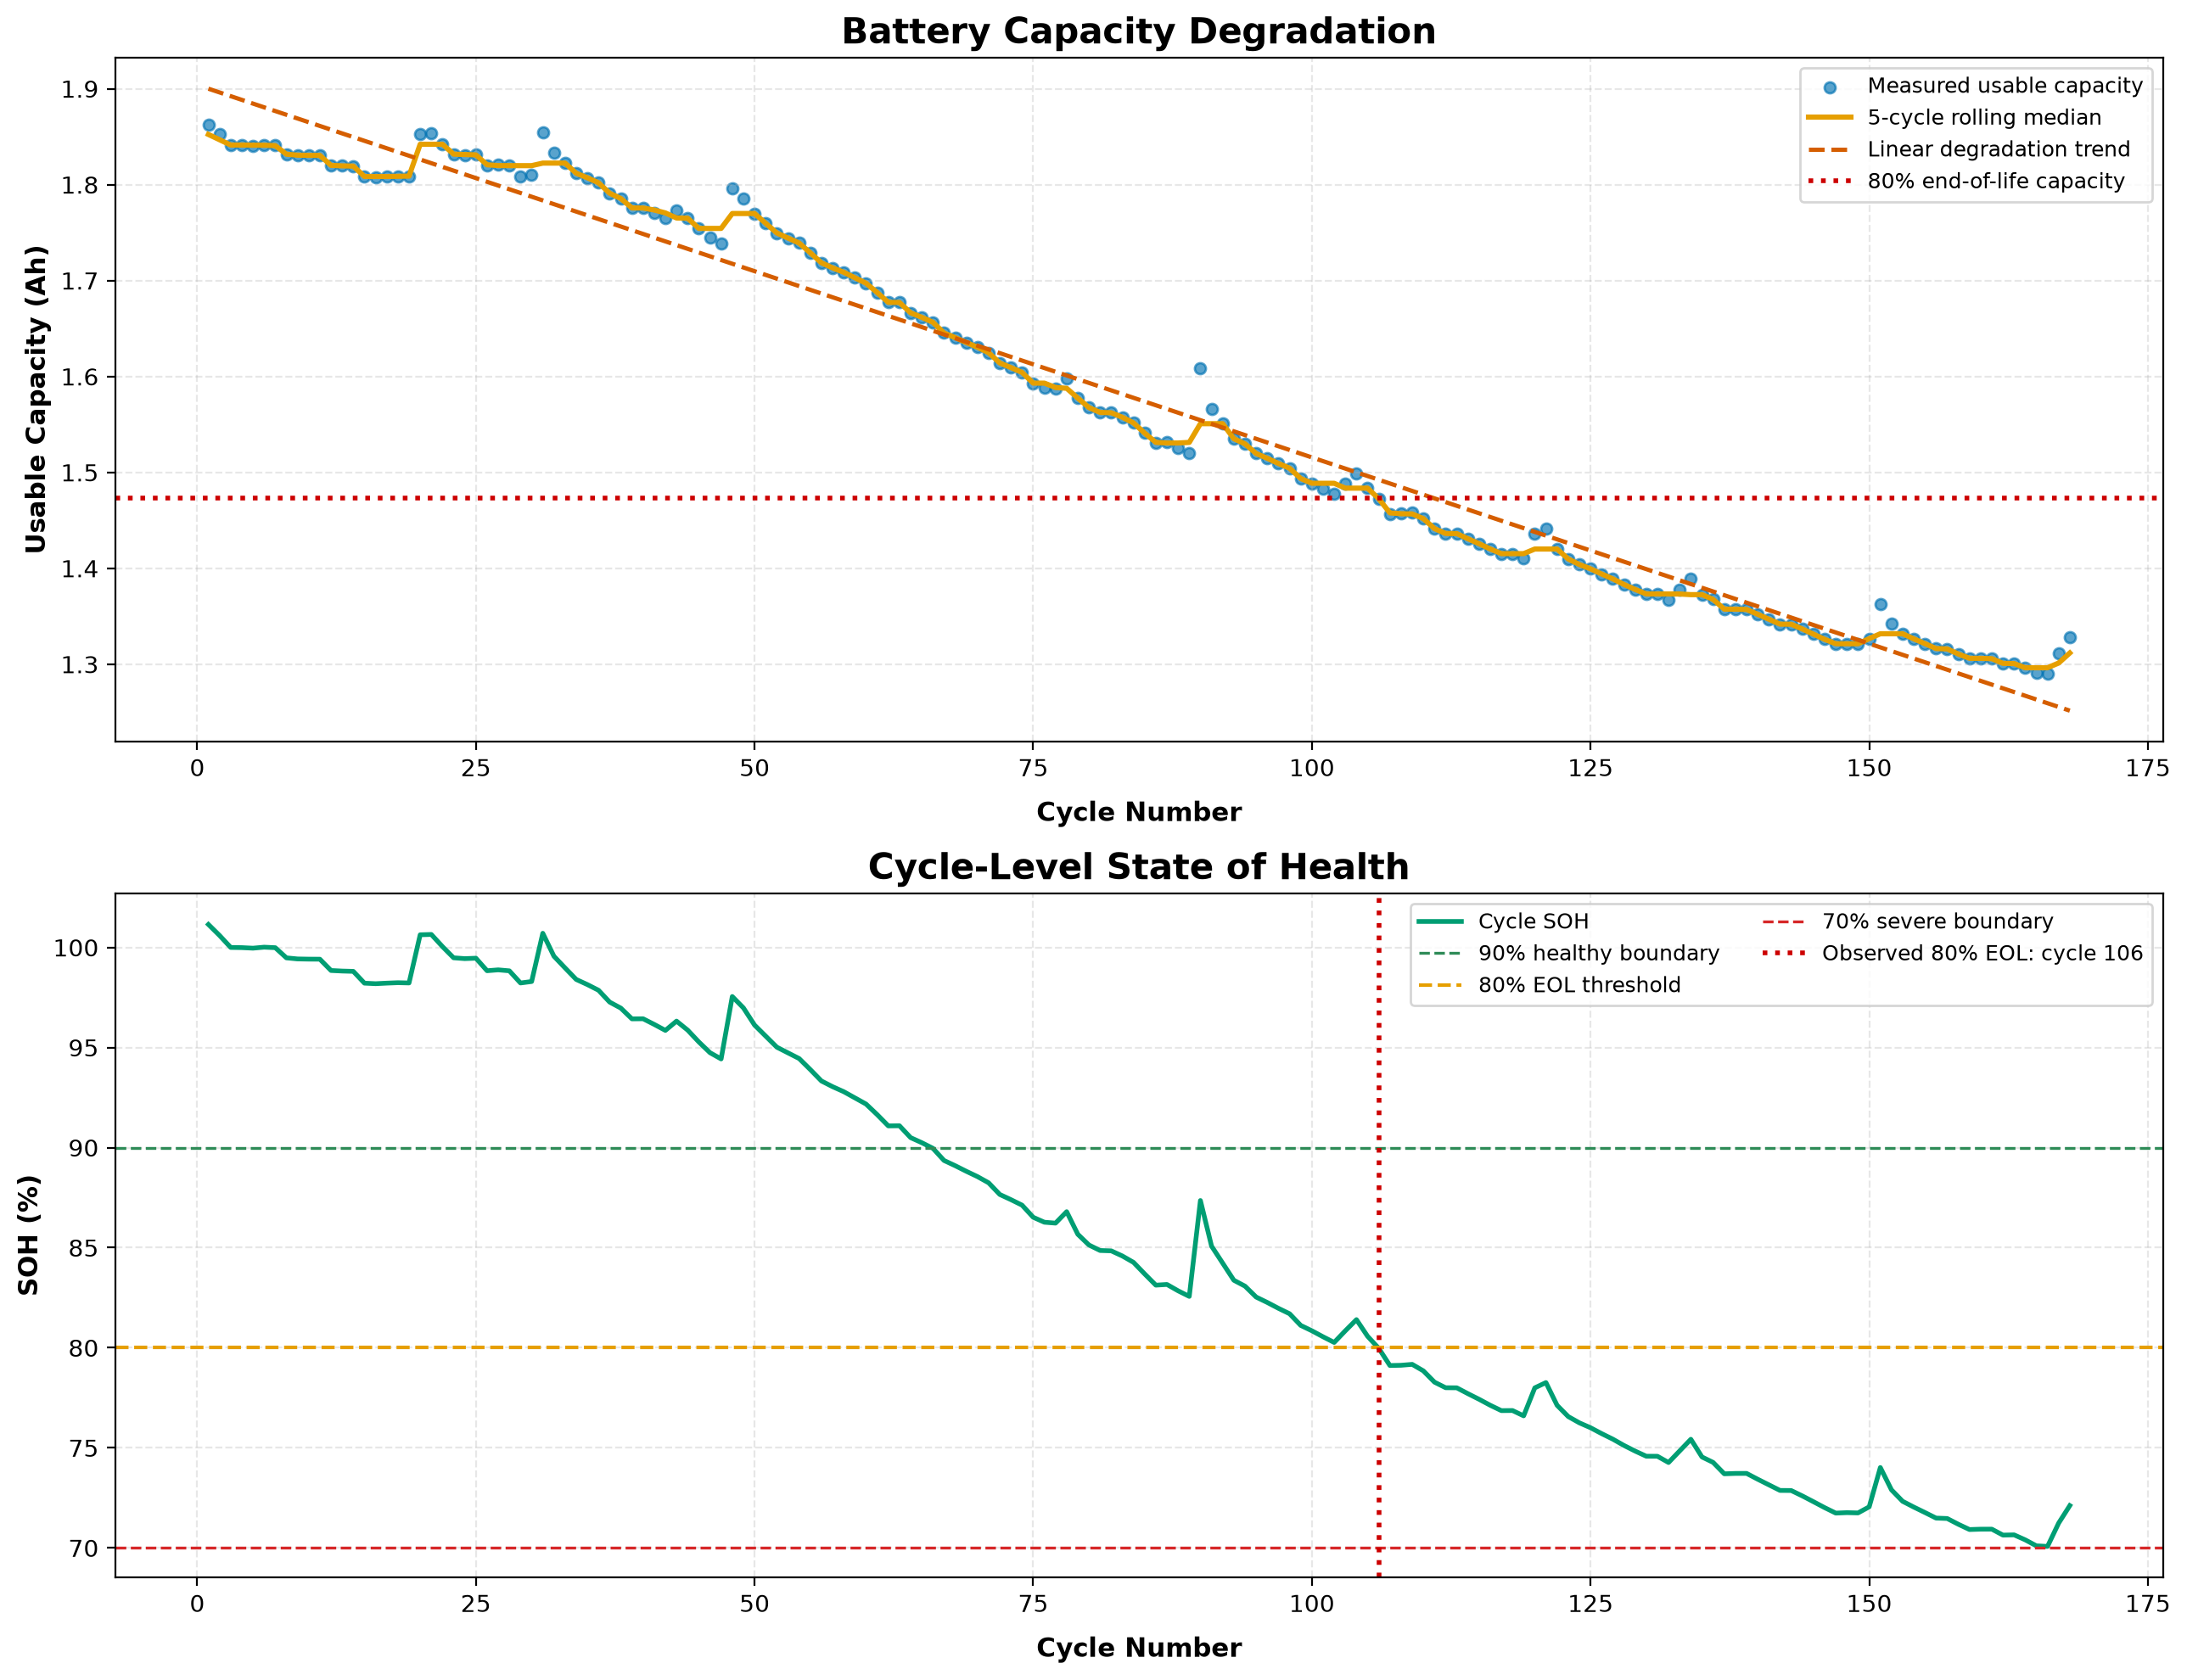 Battery Capacity Degradation
Usable Capacity (Ah)
1.9
1.8
1.7
1.6
1.5
1.4
1.3
Measured usable capacity
5-cycle rolling median
Linear degradation trend
80% end-of-life capacity
0 25 50 75 100 125 150 175
Cycle Number
Cycle-Level State of Health
SOH (%)
100
95
90
85
80
75
70
Cycle SOH
90% healthy boundary
80% EOL threshold
70% severe boundary
Observed 80% EOL: cycle 106
0 25 50 75 100 125 150 175
Cycle Number